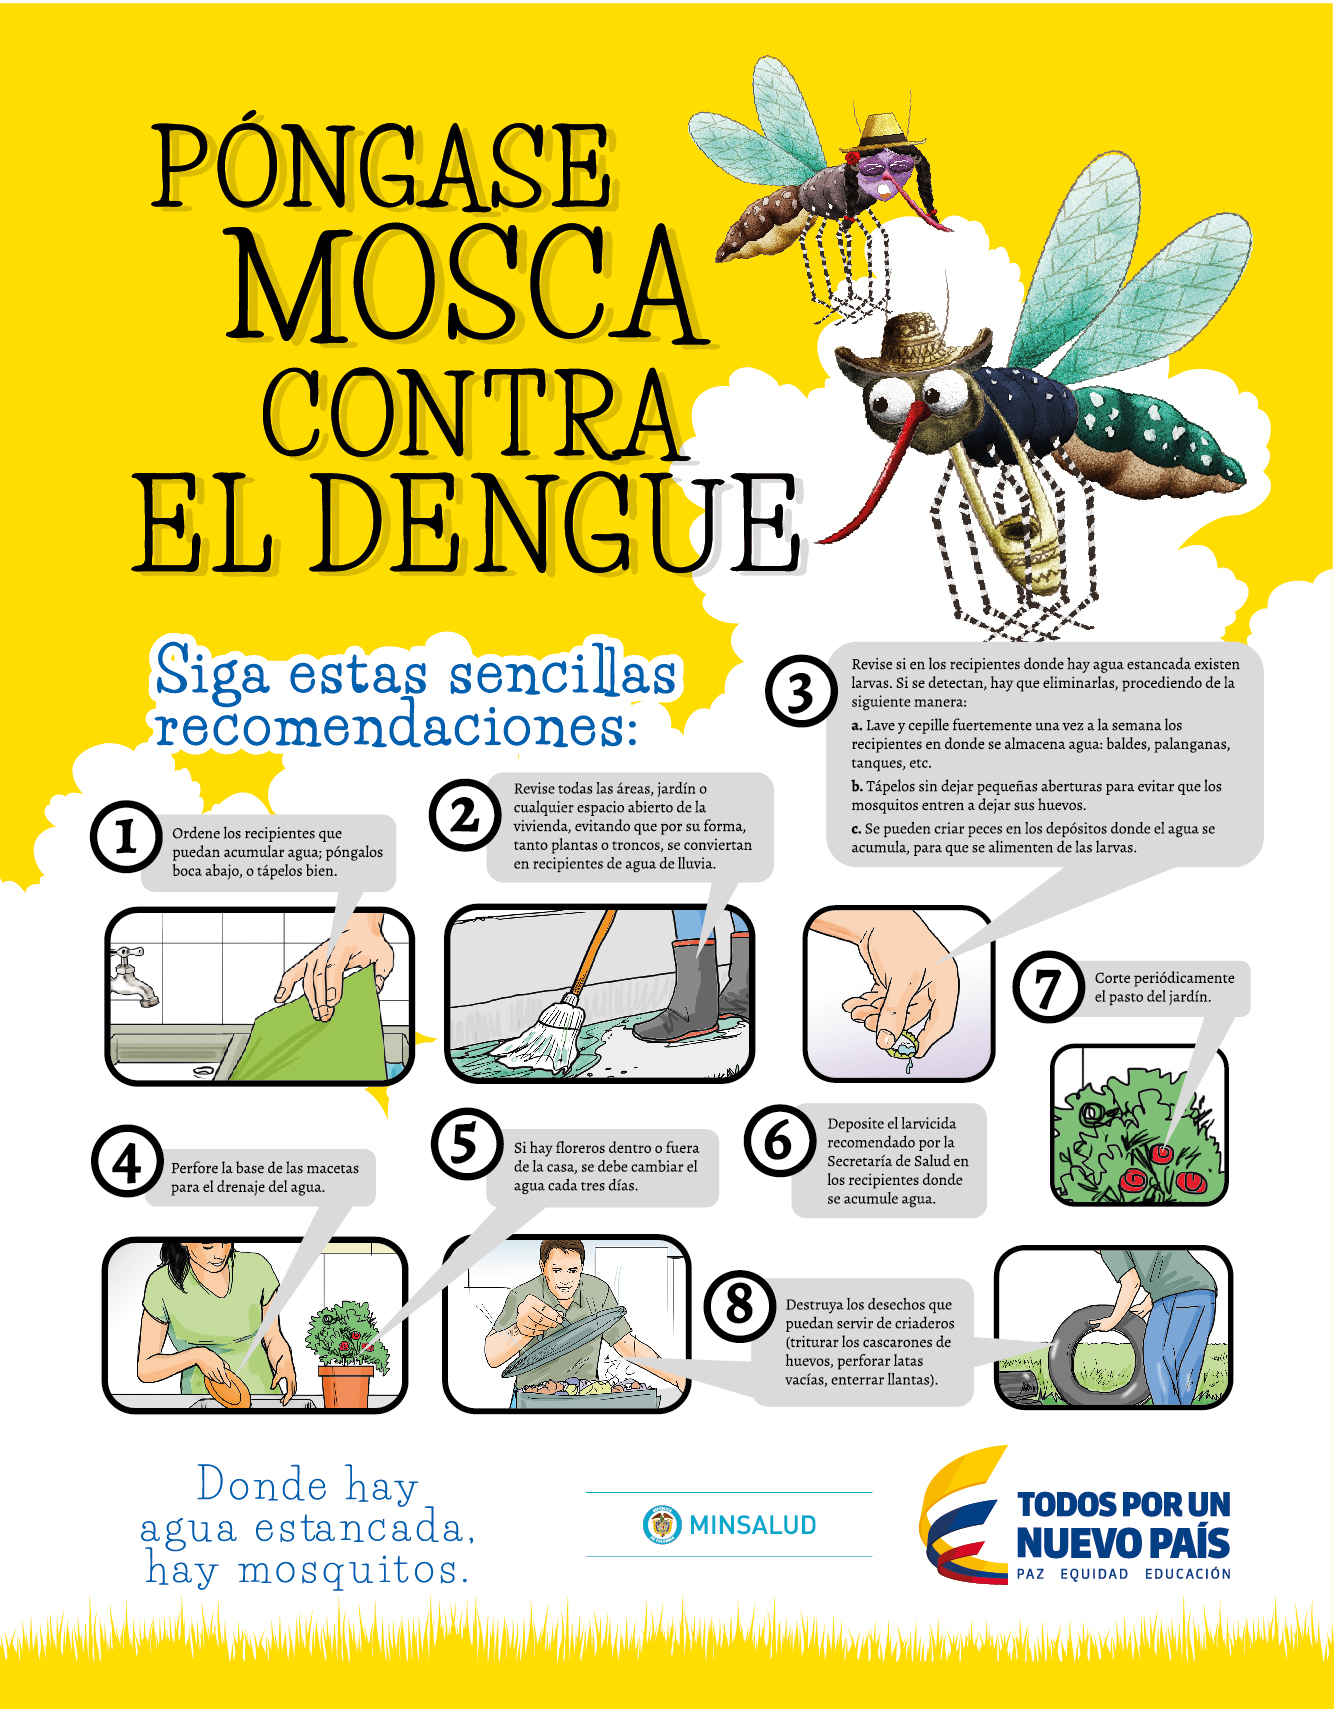 PÓNGASE
MOSCA
CONTRA
EL DENGUE
Siga estas sencillas
recomendaciones:
1
Ordene los recipientes que
puedan acumular agua; póngalos
boca abajo, o tápelos bien.
2
Revise todas las áreas, jardín o
cualquier espacio abierto de la
vivienda, evitando que por su forma,
tanto plantas o troncos, se conviertan
en recipientes de agua de lluvia.
3
Revise si en los recipientes donde hay agua estancada existen
larvas. Si se detectan, hay que eliminarlas, procediendo de la
siguiente manera:
a. Lave y cepille fuertemente una vez a la semana los
recipientes en donde se almacena agua: baldes, palanganas,
tanques, etc.
b. Tápelos sin dejar pequeñas aberturas para evitar que los
mosquitos entren a dejar sus huevos.
c. Se pueden criar peces en los depósitos donde el agua se
acumula, para que se alimenten de las larvas.
4
Perfore la base de las macetas
para el drenaje del agua.
5
Si hay floreros dentro o fuera
de la casa, se debe cambiar el
agua cada tres días.
6
Deposite el larvicida
recomendado por la
Secretaría de Salud en
los recipientes donde
se acumule agua.
7
Corte periódicamente
el pasto del jardín.
8
Destruya los desechos que
puedan servir de criaderos
(triturar los cascarones de
huevos, perforar latas
vacías, enterrar llantas).
Donde hay
agua estancada,
hay mosquitos.
MINSALUD
TODOS POR UN
NUEVO PAÍS
PAZ EQUIDAD EDUCACIÓN